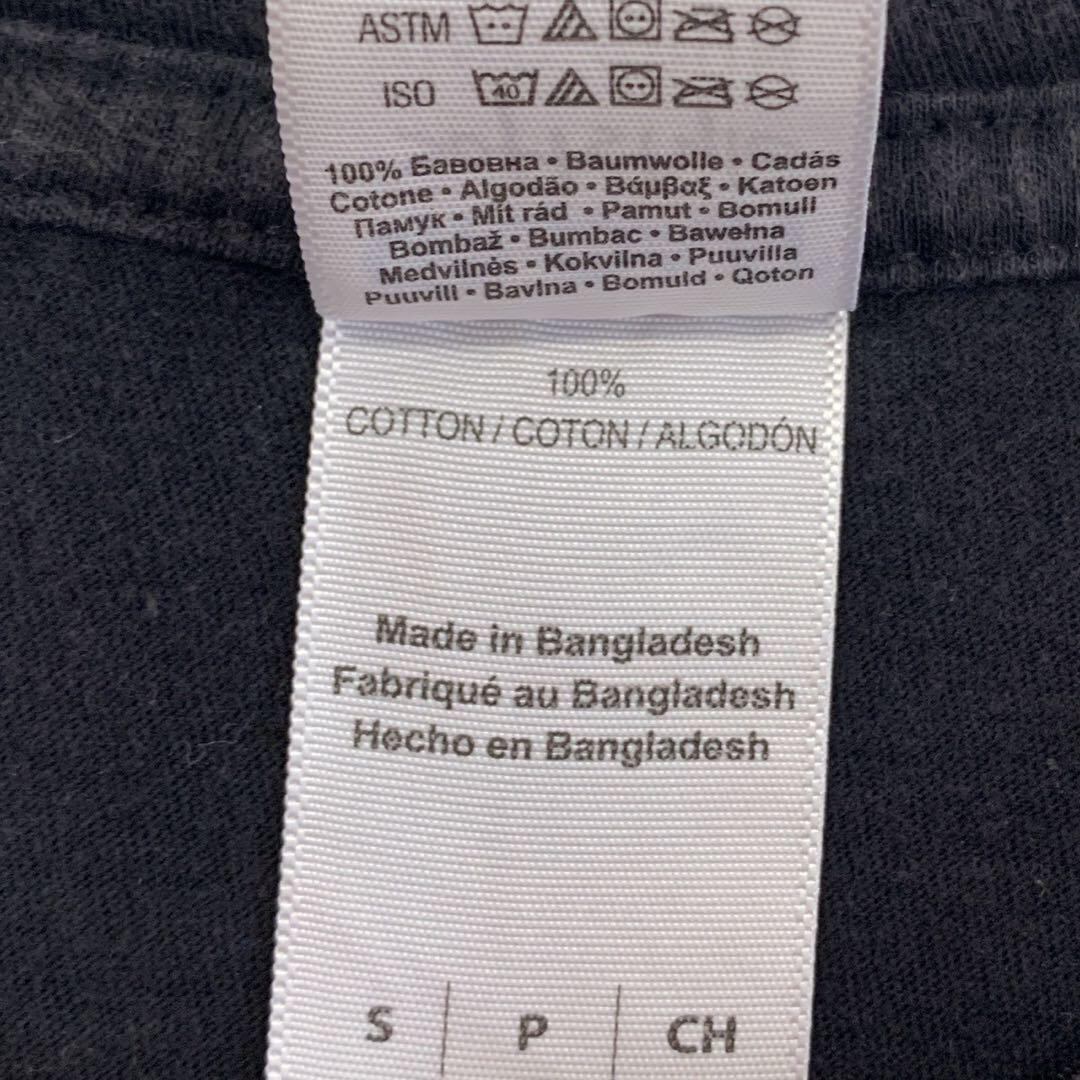 ASTM
ISO 40
100% Бавовна • Baumwolle • Cadás
Cotone • Algodão • Βάμβαξ • Katoen
Памук • Mit rád • Pamut • Bomull
Bombaž • Bumbac • Bawełna
Medvilnės • Kokvilna • Puuvilla
Puuvill • Bavlna • Bomuld • Qoton
100%
COTTON / COTON / ALGODÓN
Made in Bangladesh
Fabriqué au Bangladesh
Hecho en Bangladesh
S | P | CH